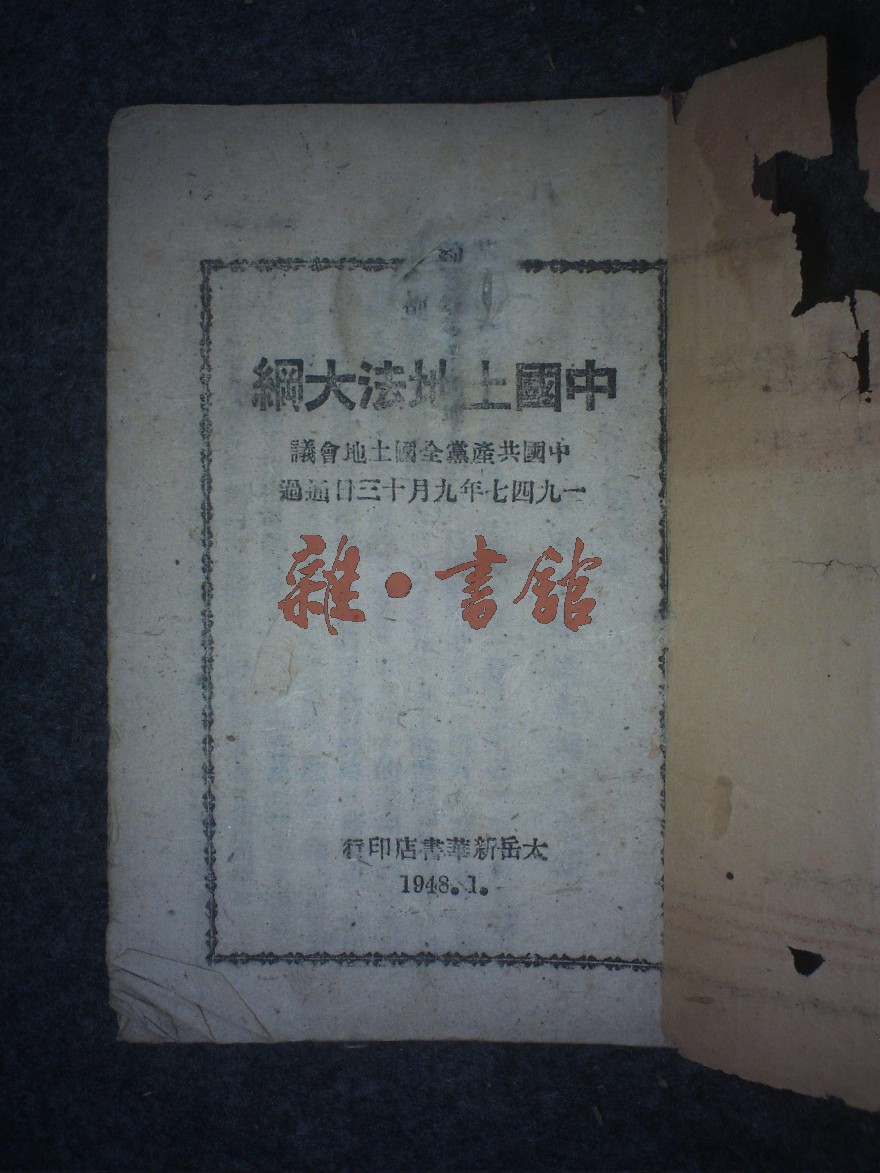 中國土地法大綱
中國共產黨全國土地會議
一九四七年九月十三日通過
雜•書館
太岳新華書店印行
1948.1.